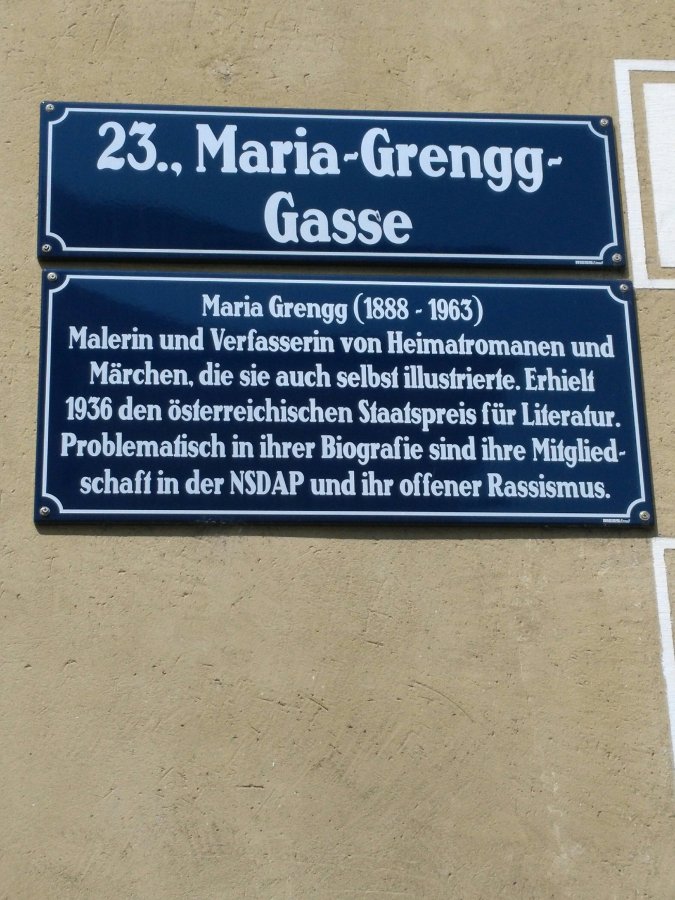 23., Maria-Grengg-
Gasse
Maria Grengg (1888 - 1963)
Malerin und Verfasserin von Heimatromanen und
Märchen, die sie auch selbst illustrierte. Erhielt
1936 den österreichischen Staatspreis für Literatur.
Problematisch in ihrer Biografie sind ihre Mitglied-
schaft in der NSDAP und ihr offener Rassismus.